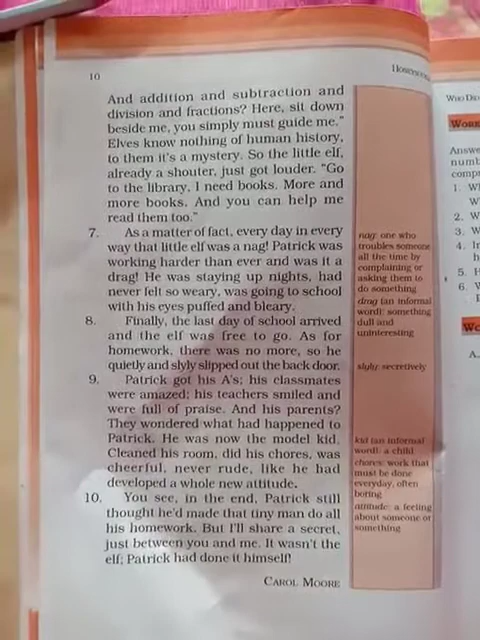 10
And addition and subtraction and
division and fractions? Here, sit down
beside me, you simply must guide me."
Elves know nothing of human history,
to them it's a mystery. So the little elf,
already a shouter, just got louder. "Go
to the library, I need books. More and
more books. And you can help me
read them too."
7. As a matter of fact, every day in every
way that little elf was a nag! Patrick was
working harder than ever and was it a
drag! He was staying up nights, had
never felt so weary, was going to school
with his eyes puffed and bleary.
8. Finally, the last day of school arrived
and the elf was free to go. As for
homework, there was no more, so he
quietly and slyly slipped out the back door.
9. Patrick got his A's; his classmates
were amazed; his teachers smiled and
were full of praise. And his parents?
They wondered what had happened to
Patrick. He was now the model kid.
Cleaned his room, did his chores, was
cheerful, never rude, like he had
developed a whole new attitude.
10. You see, in the end, Patrick still
thought he'd made that tiny man do all
his homework. But I'll share a secret,
just between you and me. It wasn't the
elf; Patrick had done it himself!
CAROL MOORE
nag: one who
troubles someone
all the time by
complaining or
asking them to
do something
drag (an informal
word): something
dull and
uninteresting
slyly: secretively
kid (an informal
word): a child
chores: work that
must be done
everyday, often
boring
attitude: a feeling
about someone or
something
WHO DID
Answe
numb
comp
1. W
W
2. W
3. W
4. I
h
5. H
6. W
A.